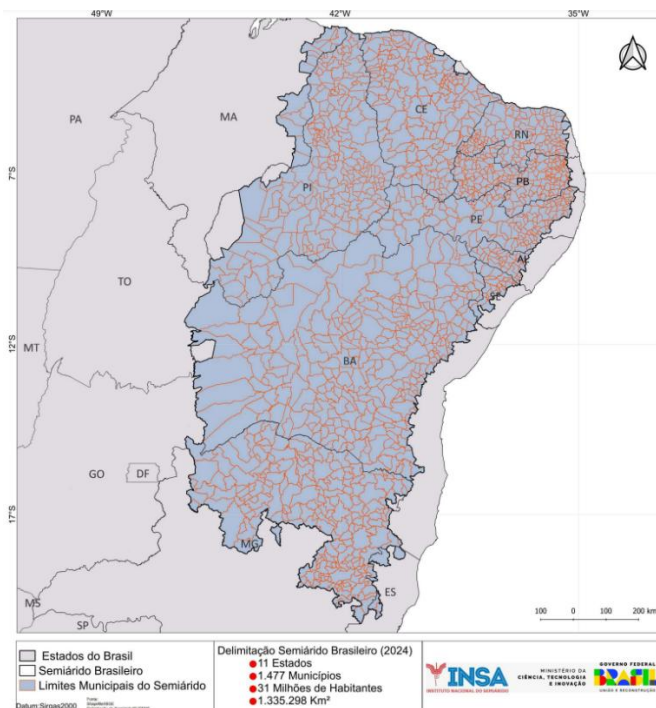 49°W 42°W 35°W
PA
MA
CE
RN
PI
PB
7°S
PE
AL
SE
TO
12°S
MT
BA
GO
DF
17°S
MG
ES
MS
SP
100 0 100 200 km
Estados do Brasil
Semiárido Brasileiro
Límites Municipais do Semiárido
Datum:Sirgas2000
Delimitação Semiárido Brasileiro (2024)
11 Estados
1.477 Municípios
31 Milhões de Habitantes
1.335.298 Km²
INSA
INSTITUTO NACIONAL DO SEMIÁRIDO
MINISTÉRIO DA
CIÊNCIA, TECNOLOGIA
E INOVAÇÃO
GOVERNO FEDERAL
BRASIL
UNIÃO E RECONSTRUÇÃO